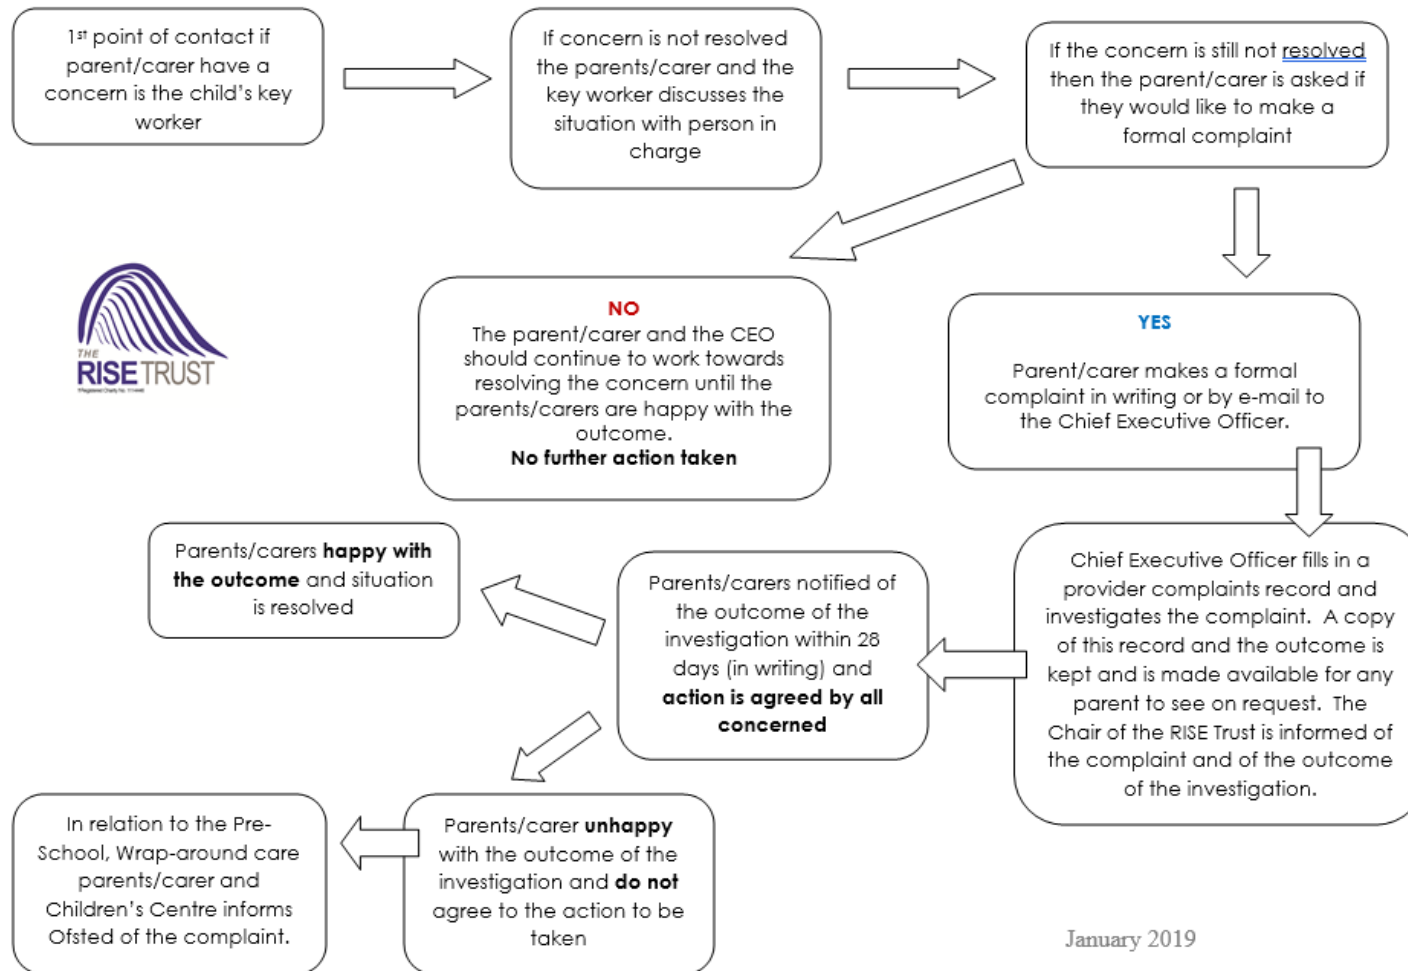 1st point of contact if
parent/carer have a
concern is the child's key
worker
If concern is not resolved
the parents/carer and the
key worker discusses the
situation with person in
charge
If the concern is still not resolved
then the parent/carer is asked if
they would like to make a
formal complaint
THE
RISE TRUST
NO
The parent/carer and the CEO
should continue to work towards
resolving the concern until the
parents/carers are happy with the
outcome.
No further action taken
YES
Parent/carer makes a formal
complaint in writing or by e-mail to
the Chief Executive Officer.
Chief Executive Officer fills in a
provider complaints record and
investigates the complaint. A copy
of this record and the outcome is
kept and is made available for any
parent to see on request. The
Chair of the RISE Trust is informed of
the complaint and of the outcome
of the investigation.
Parents/carers notified of
the outcome of the
investigation within 28
days (in writing) and
action is agreed by all
concerned
Parents/carers happy with
the outcome and situation
is resolved
Parents/carer unhappy
with the outcome of the
investigation and do not
agree to the action to be
taken
In relation to the Pre-
School, Wrap-around care
parents/carer and
Children's Centre informs
Ofsted of the complaint.
January 2019